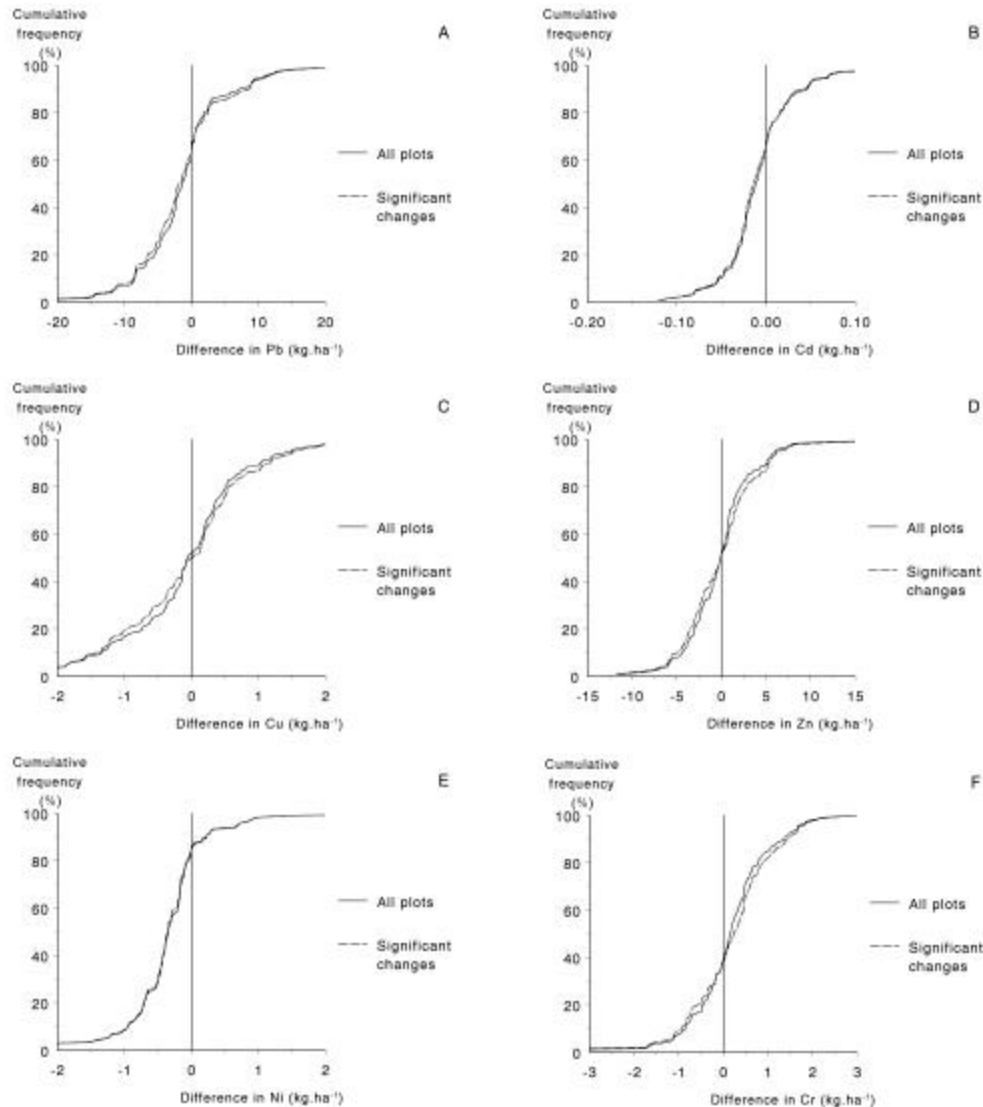 Cumulative
frequency
(%)
A
100
80
60
40
20
0
-20 -10 0 10 20
Difference in Pb (kg.ha⁻¹)
All plots
Significant
changes
Cumulative
frequency
(%)
B
100
80
60
40
20
0
-0.20 -0.10 0.00 0.10
Difference in Cd (kg.ha⁻¹)
All plots
Significant
changes
Cumulative
frequency
(%)
C
100
80
60
40
20
0
-2 -1 0 1 2
Difference in Cu (kg.ha⁻¹)
All plots
Significant
changes
Cumulative
frequency
(%)
D
100
80
60
40
20
0
-15 -10 -5 0 5 10 15
Difference in Zn (kg.ha⁻¹)
All plots
Significant
changes
Cumulative
frequency
(%)
E
100
80
60
40
20
0
-2 -1 0 1 2
Difference in Ni (kg.ha⁻¹)
All plots
Significant
changes
Cumulative
frequency
(%)
F
100
80
60
40
20
0
-3 -2 -1 0 1 2 3
Difference in Cr (kg.ha⁻¹)
All plots
Significant
changes